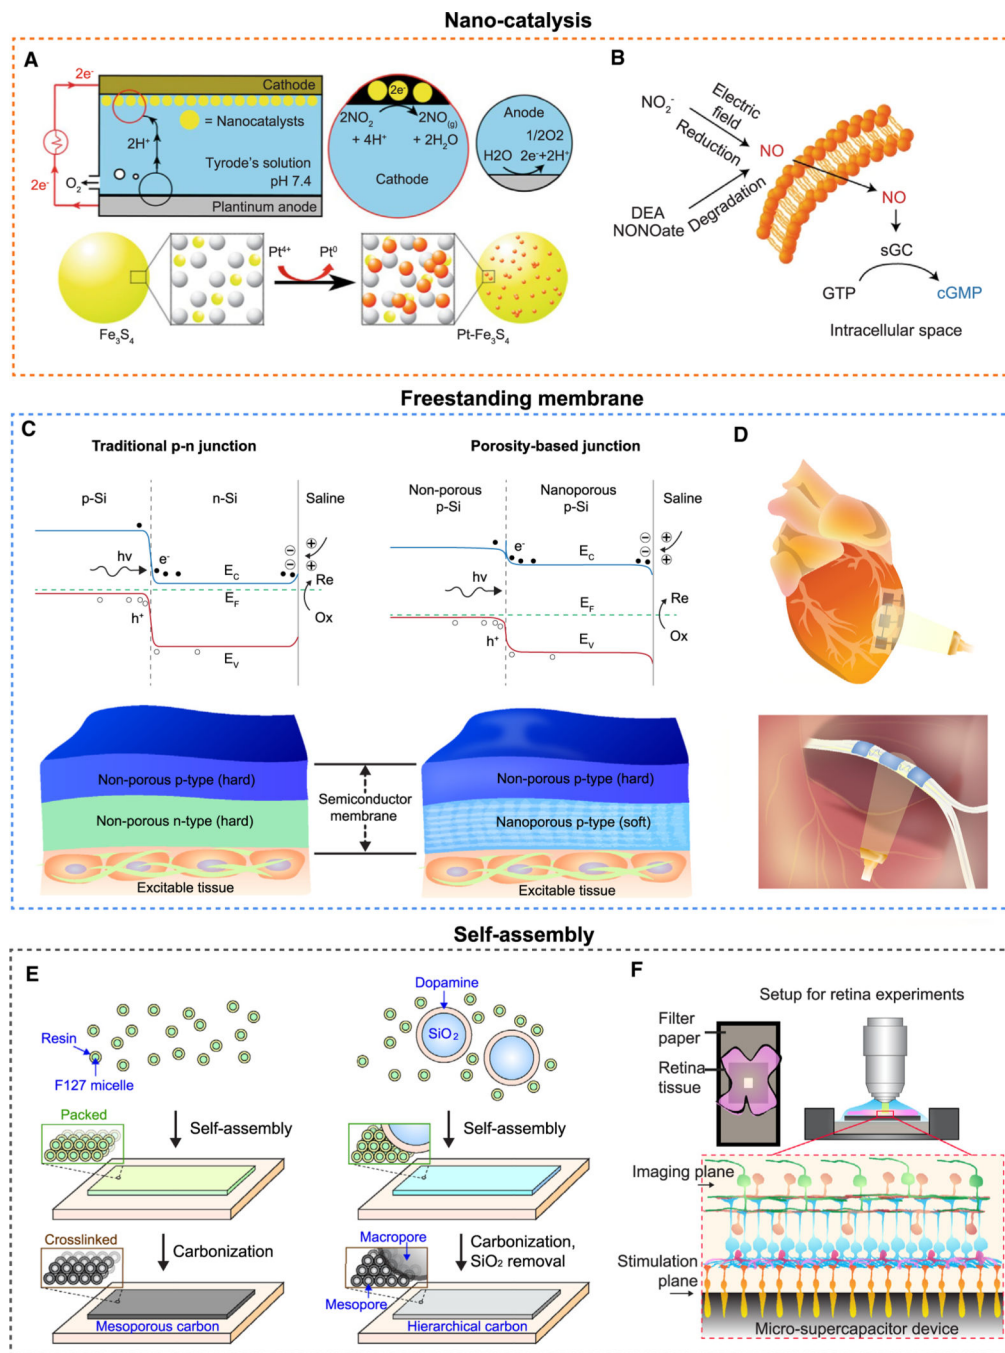 Nano-catalysis
A
2e⁻
Cathode
= Nanocatalysts
2H⁺
Tyrode's solution
pH 7.4
2e⁻
O₂
Plantinum anode
2e⁻
2NO₂⁻ 2NO(g)
+ 4H⁺ + 2H₂O
Cathode
Anode
1/2O2
H2O 2e⁻+2H⁺
Pt⁴⁺ Pt⁰
Fe₃S₄
Pt-Fe₃S₄
B
NO₂⁻
Electric
field
Reduction
NO
DEA
NONOate
Degradation
NO
sGC
GTP
cGMP
Intracellular space
Freestanding membrane
C
Traditional p-n junction
p-Si
n-Si
Saline
hv
e⁻
E_C
E_F
h⁺
E_V
Re
Ox
Porosity-based junction
Non-porous
p-Si
Nanoporous
p-Si
Saline
hv
e⁻
E_C
E_F
h⁺
E_V
Re
Ox
Non-porous p-type (hard)
Non-porous n-type (hard)
Excitable tissue
Semiconductor
membrane
Non-porous p-type (hard)
Nanoporous p-type (soft)
Excitable tissue
D
Self-assembly
E
Resin
F127 micelle
Packed
Self-assembly
Crosslinked
Carbonization
Mesoporous carbon
Dopamine
SiO₂
Self-assembly
Macropore
Mesopore
Carbonization,
SiO₂ removal
Hierarchical carbon
F
Setup for retina experiments
Filter
paper
Retina
tissue
Imaging plane
Stimulation
plane
Micro-supercapacitor device